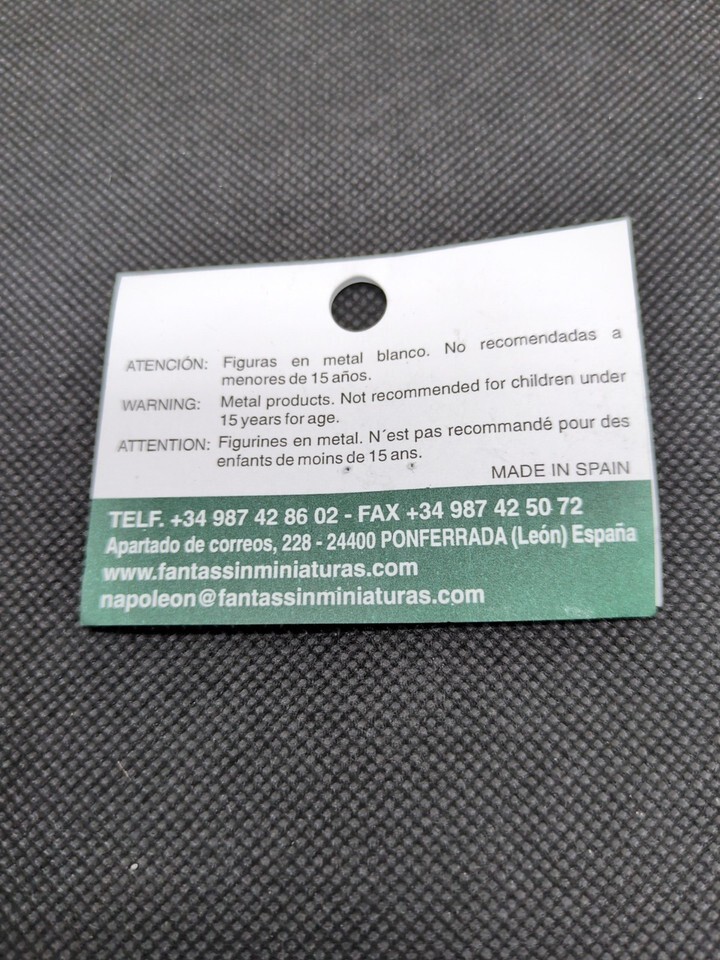 ATENCIÓN: Figuras en metal blanco. No recomendadas a
menores de 15 años.
WARNING: Metal products. Not recommended for children under
15 years for age.
ATTENTION: Figurines en metal. N´est pas recommandé pour des
enfants de moins de 15 ans.
MADE IN SPAIN
TELF. +34 987 42 86 02 - FAX +34 987 42 50 72
Apartado de correos, 228 - 24400 PONFERRADA (León) España
www.fantassinminiaturas.com
napoleon@fantassinminiaturas.com